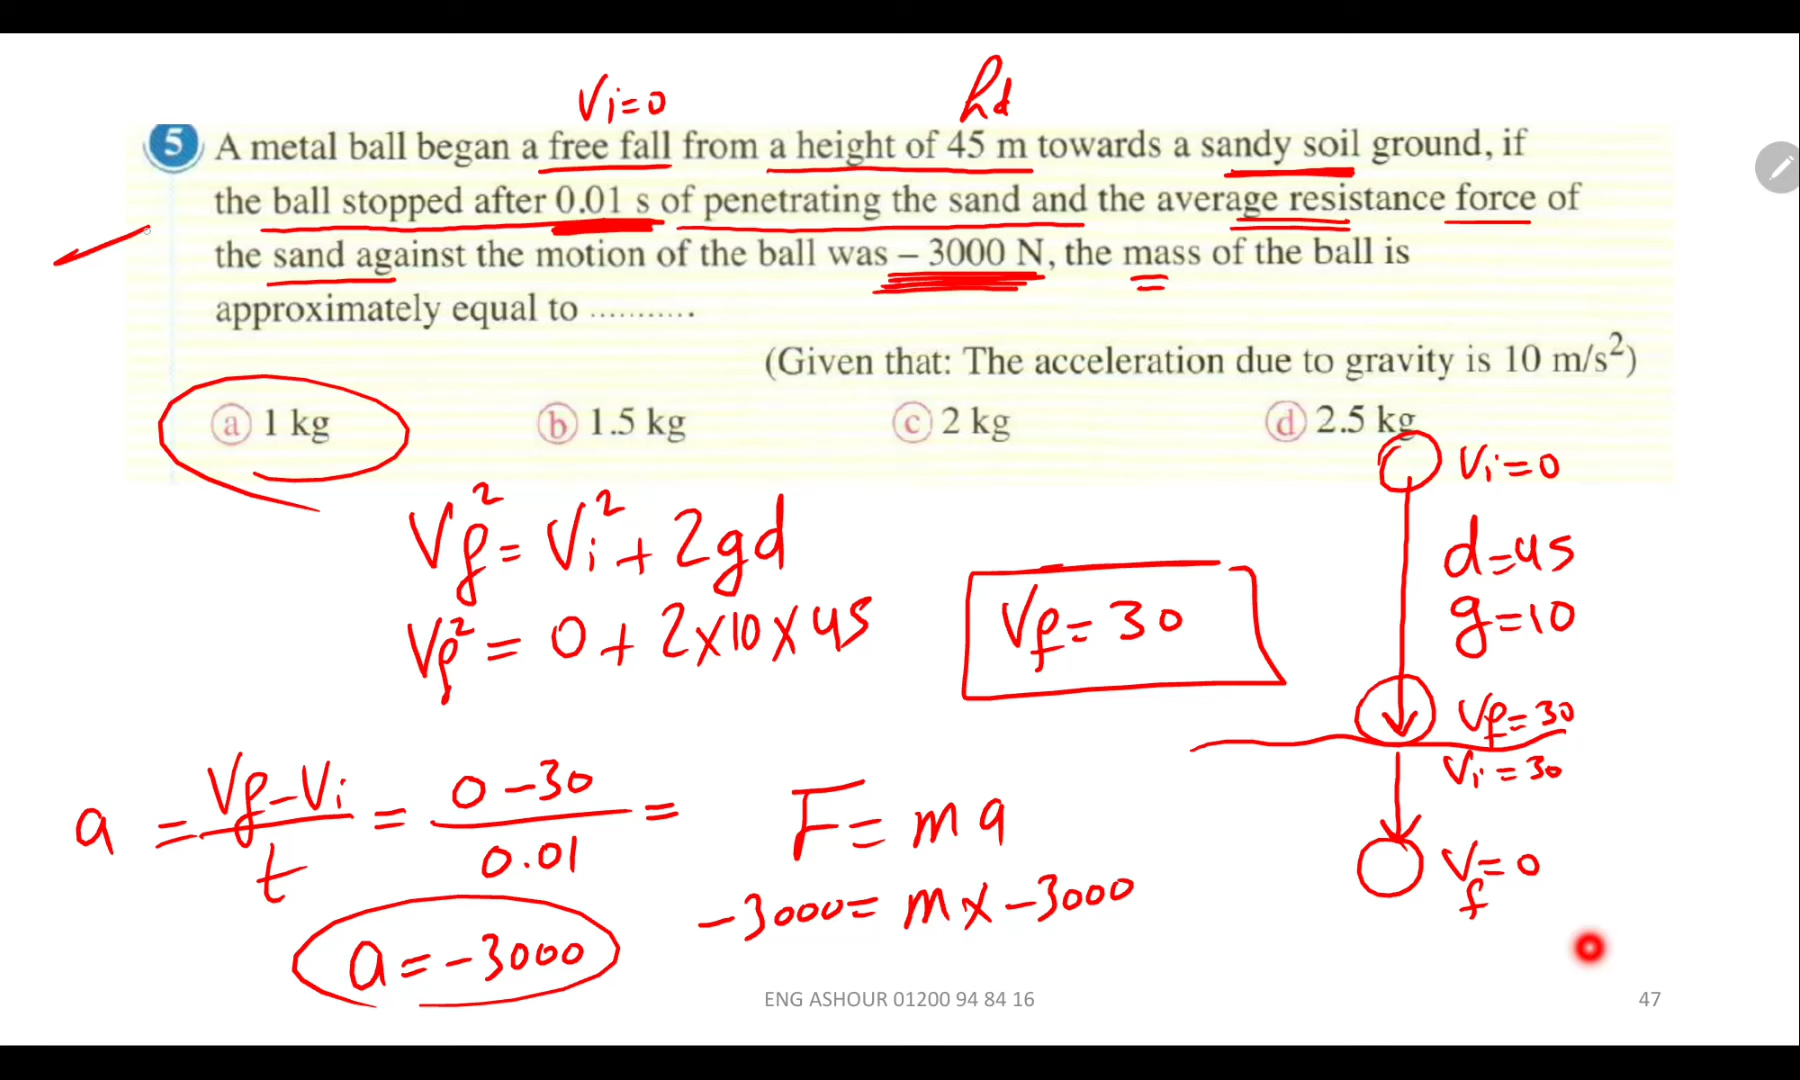 Vi=0
hd
5 A metal ball began a free fall from a height of 45 m towards a sandy soil ground, if
the ball stopped after 0.01 s of penetrating the sand and the average resistance force of
the sand against the motion of the ball was – 3000 N, the mass of the ball is
approximately equal to ...........
(Given that: The acceleration due to gravity is 10 m/s²)
a 1 kg b 1.5 kg c 2 kg d 2.5 kg
Vi=0
Vf² = Vi² + 2gd
d=45
Vf² = 0 + 2×10×45
Vf = 30
g=10
Vf=30
Vi=30
a = Vf-Vi / t = 0-30 / 0.01 =
F = ma
Vf=0
-3000 = m×-3000
a=-3000
ENG ASHOUR 01200 94 84 16
47